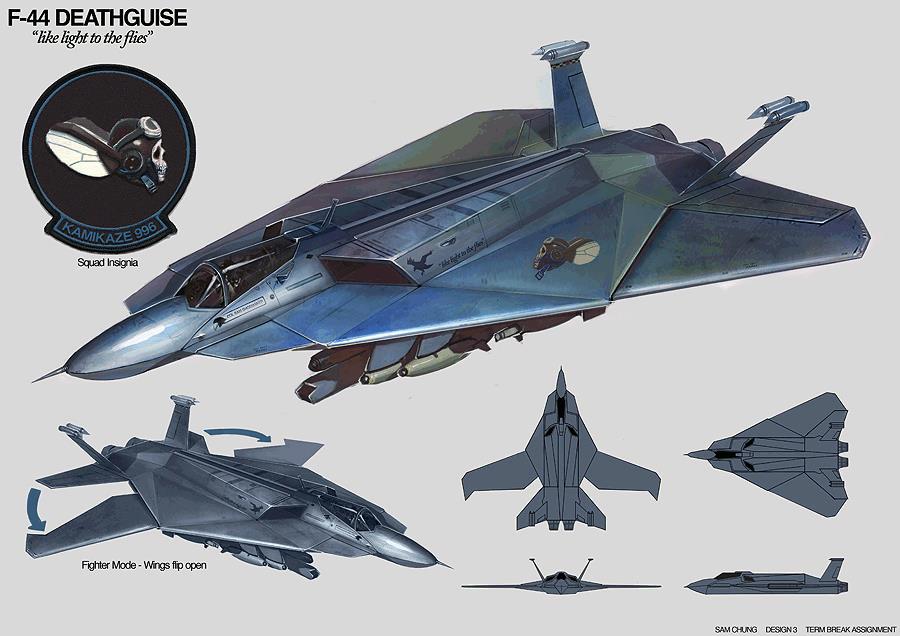 F-44 DEATHGUISE
“like light to the flies”
KAMIKAZE 996
Squad Insignia
“like light to the flies”
Fighter Mode - Wings flip open
SAM CHUNG DESIGN 3 TERM BREAK ASSIGNMENT